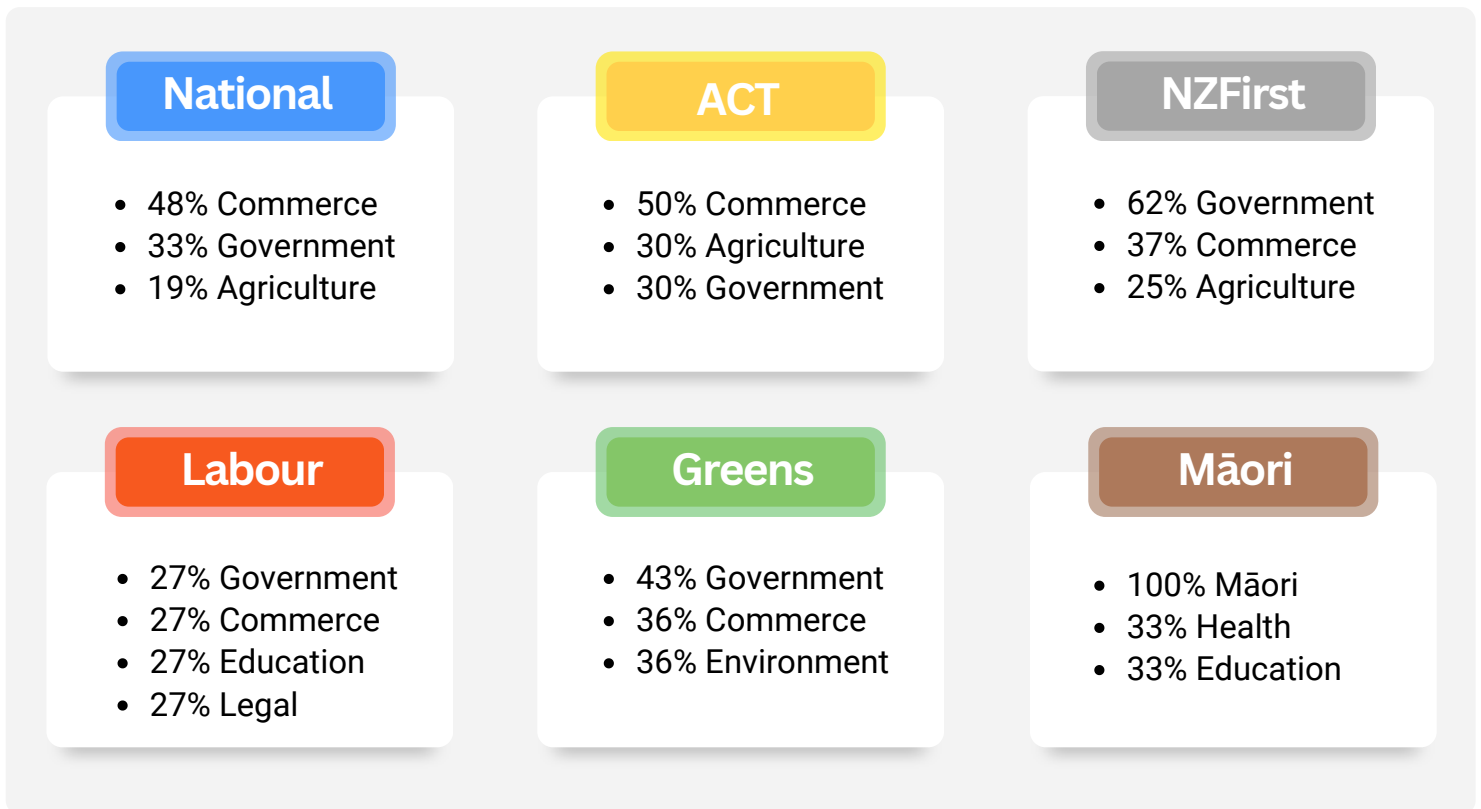 National
• 48% Commerce
• 33% Government
• 19% Agriculture
ACT
• 50% Commerce
• 30% Agriculture
• 30% Government
NZFirst
• 62% Government
• 37% Commerce
• 25% Agriculture
Labour
• 27% Government
• 27% Commerce
• 27% Education
• 27% Legal
Greens
• 43% Government
• 36% Commerce
• 36% Environment
Māori
• 100% Māori
• 33% Health
• 33% Education